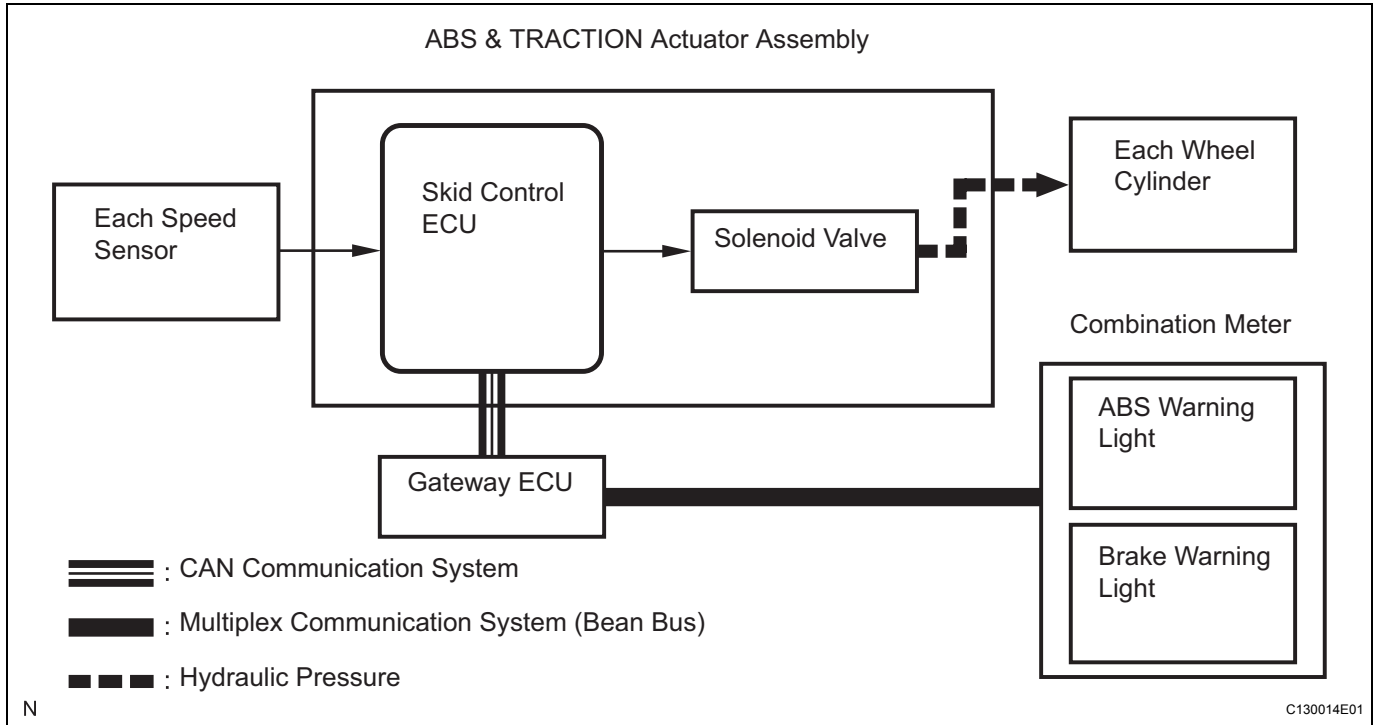 ABS & TRACTION Actuator Assembly
Each Speed
Sensor
Skid Control
ECU
Solenoid Valve
Each Wheel
Cylinder
Combination Meter
ABS Warning
Light
Brake Warning
Light
Gateway ECU
: CAN Communication System
: Multiplex Communication System (Bean Bus)
: Hydraulic Pressure
N
C130014E01